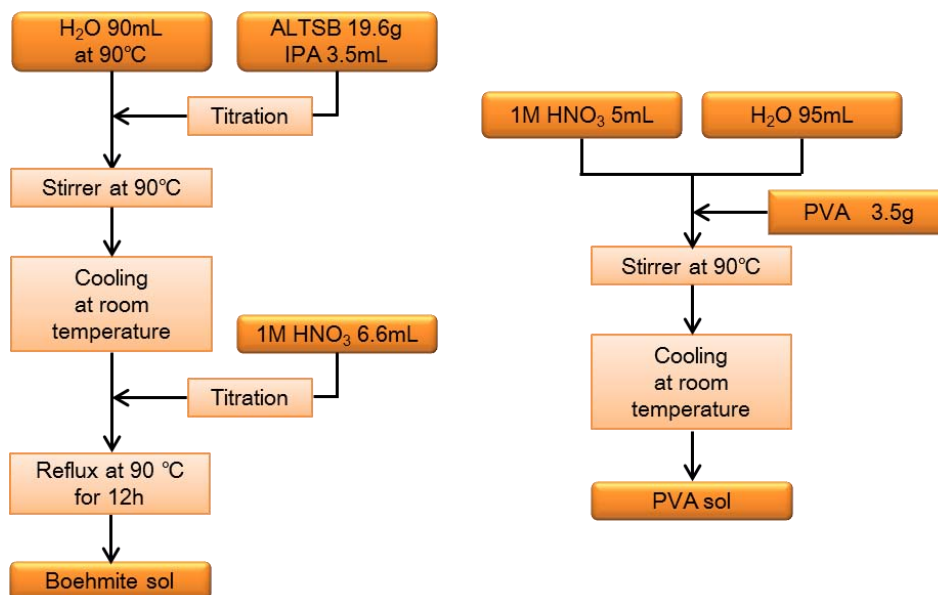 H₂O 90mL
at 90℃
ALTSB 19.6g
IPA 3.5mL
Titration
Stirrer at 90℃
Cooling
at room
temperature
1M HNO₃ 6.6mL
Titration
Reflux at 90 ℃
for 12h
Boehmite sol
1M HNO₃ 5mL
H₂O 95mL
PVA 3.5g
Stirrer at 90℃
Cooling
at room
temperature
PVA sol